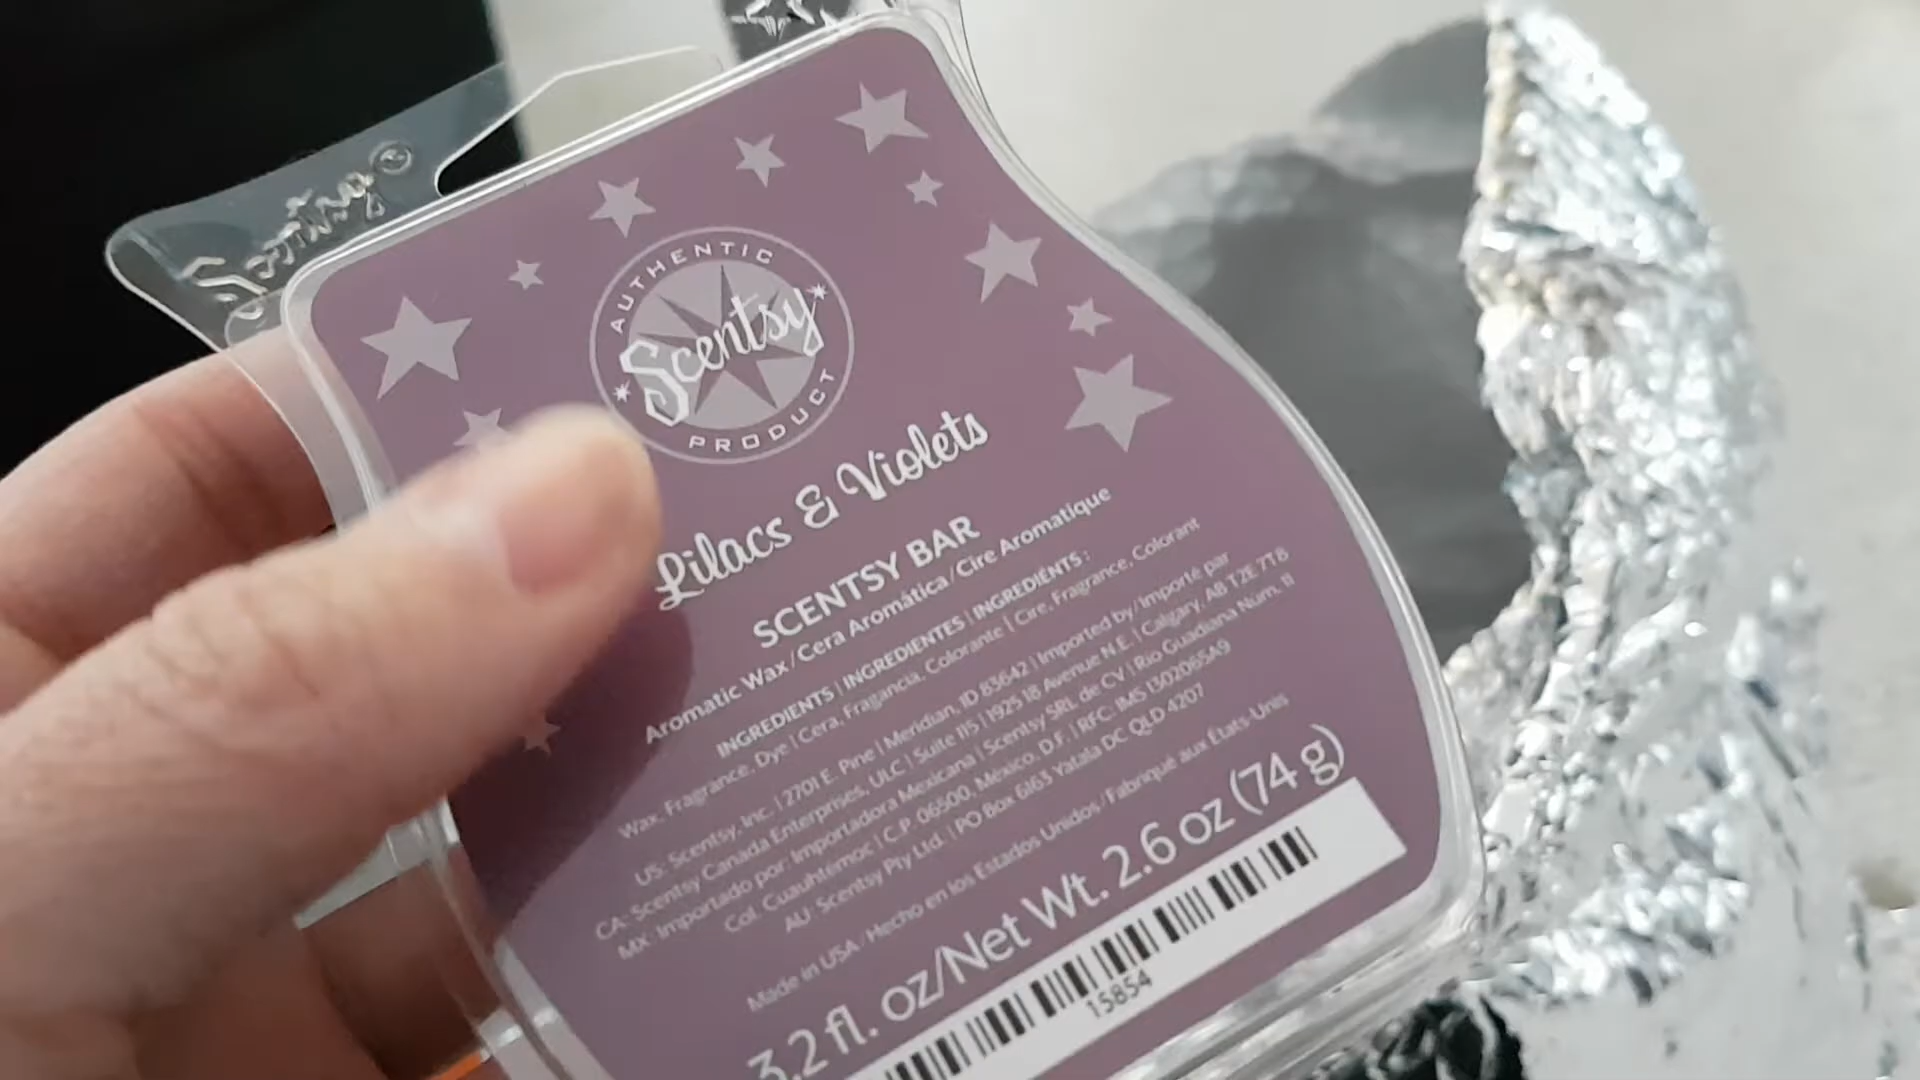 Scentsy®
AUTHENTIC
Scentsy
PRODUCT
Lilacs & Violets
SCENTSY BAR
Aromatic Wax/Cera Aromática/Cire Aromatique
INGREDIENTS | INGREDIENTES | INGREDIÉNTS :
Wax, Fragrance, Dye | Cera, Fragancia, Colorante | Cire, Fragrance, Colorant
US: Scentsy, Inc. | 2701 E. Pine | Meridian, ID 83642 | Imported by/Importé par
CA: Scentsy Canada Enterprises, ULC | Suite 115 | 1925 18 Avenue N.E. | Calgary, AB T2E 7T8
MX: Importado por: Importadora Mexicana | Scentsy SRL de CV | Rio Guadiana Núm. 11
Col. Cuauhtémoc | C.P. 06500, México, D.F. | RFC: IMS 130206SA9
AU: Scentsy Pty Ltd. | PO Box 6163 Yatala DC QLD 4207
Made in USA/Hecho en los Estados Unidos/Fabriqué aux États-Unis
3.2 fl. oz/Net Wt. 2.6 oz (74 g)
15854